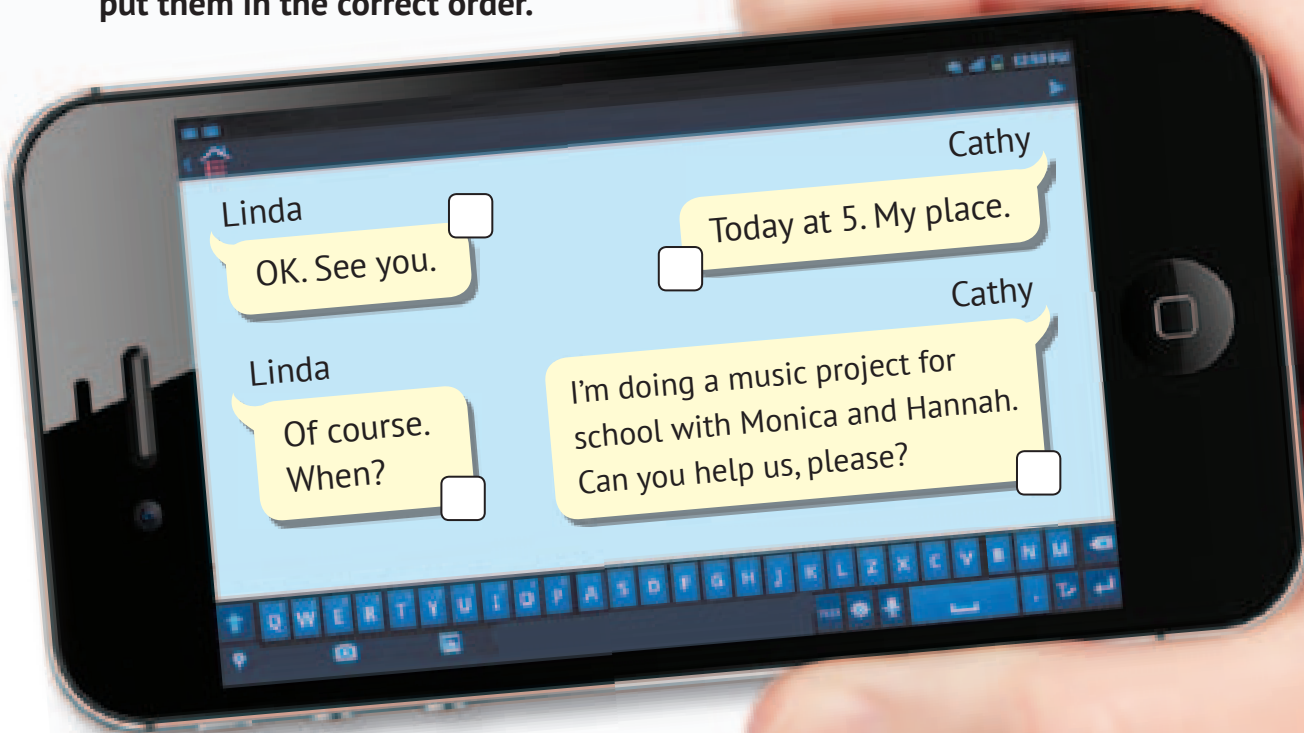 put them in the correct order.
Cathy
Linda
Today at 5. My place.
OK. See you.
Cathy
Linda
I'm doing a music project for
school with Monica and Hannah.
Can you help us, please?
Of course.
When?
Q W E R T Y U I O P A S D F G H J K L Z X C V B N M